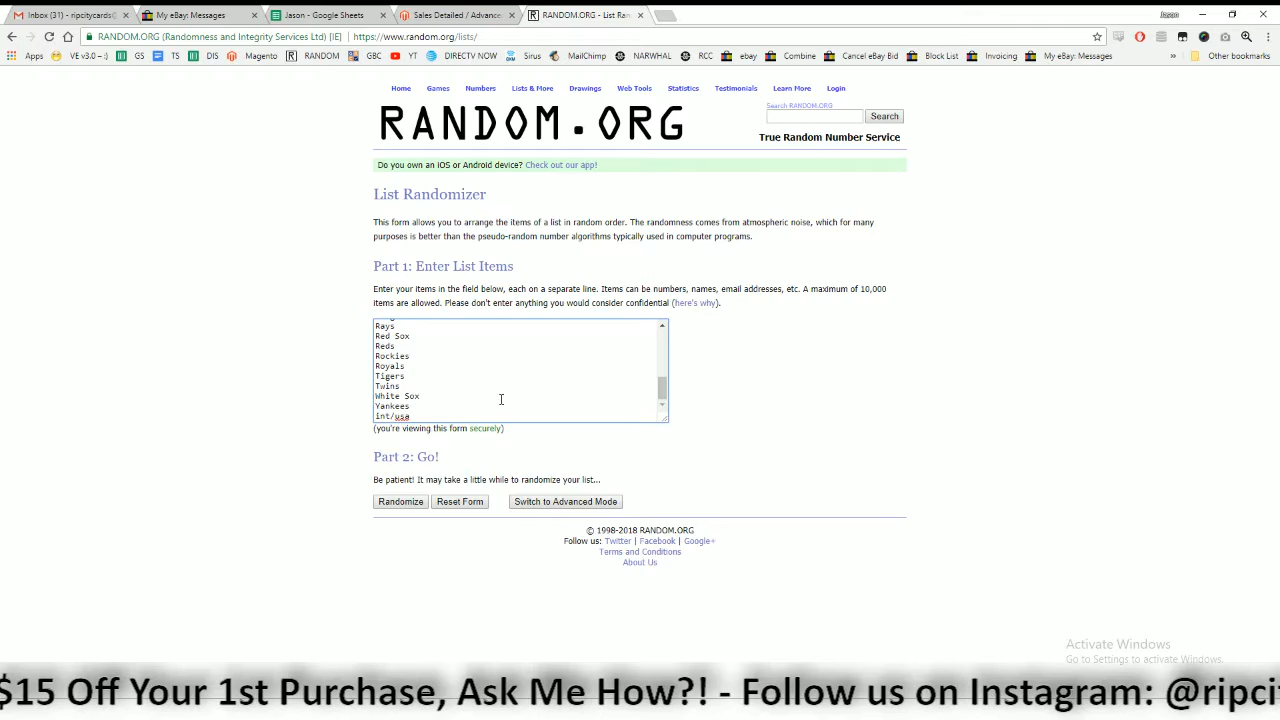 Inbox (31) - ripcitycards@
My eBay: Messages
Jason - Google Sheets
Sales Detailed / Advance
RANDOM.ORG - List Ran
Jason
RANDOM.ORG (Randomness and Integrity Services Ltd) [IE]
https://www.random.org/lists/
Apps
VE v3.0 --:)
GS
TS
DIS
Magento
RANDOM
GBC
YT
DIRECTV NOW
Sirus
MailChimp
NARWHAL
RCC
ebay
Combine
Cancel eBay Bid
Block List
Invoicing
My eBay: Messages
»
Other bookmarks
Home Games Numbers Lists & More Drawings Web Tools Statistics Testimonials Learn More Login
RANDOM.ORG
Search RANDOM.ORG
Search
True Random Number Service
Do you own an iOS or Android device? Check out our app!
List Randomizer
This form allows you to arrange the items of a list in random order. The randomness comes from atmospheric noise, which for many
purposes is better than the pseudo-random number algorithms typically used in computer programs.
Part 1: Enter List Items
Enter your items in the field below, each on a separate line. Items can be numbers, names, email addresses, etc. A maximum of 10,000
items are allowed. Please don't enter anything you would consider confidential (here's why).
Rays
Red Sox
Reds
Rockies
Royals
Tigers
Twins
White Sox
Yankees
int/usa
(you're viewing this form securely)
Part 2: Go!
Be patient! It may take a little while to randomize your list...
Randomize
Reset Form
Switch to Advanced Mode
© 1998-2018 RANDOM.ORG
Follow us: Twitter | Facebook | Google+
Terms and Conditions
About Us
Activate Windows
Go to Settings to activate Windows.
$15 Off Your 1st Purchase, Ask Me How?! - Follow us on Instagram: @ripcit